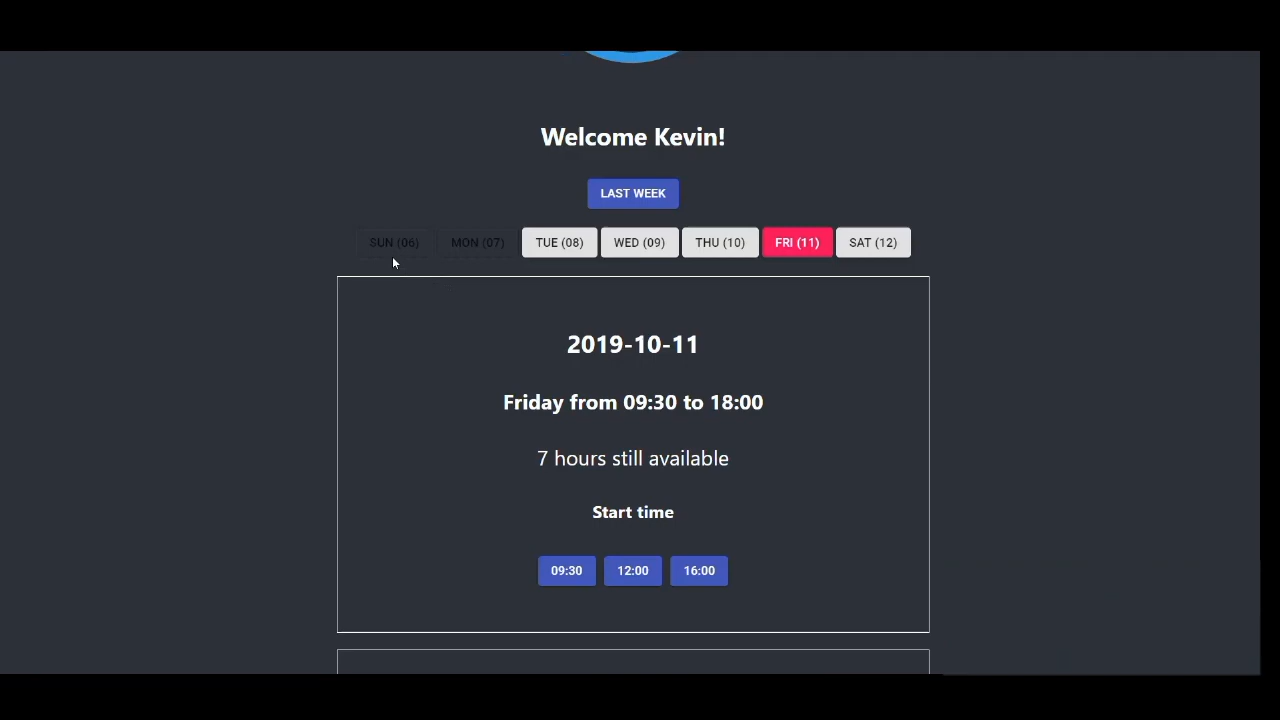 Welcome Kevin!
LAST WEEK
SUN (06) MON (07) TUE (08) WED (09) THU (10) FRI (11) SAT (12)
2019-10-11
Friday from 09:30 to 18:00
7 hours still available
Start time
09:30 12:00 16:00